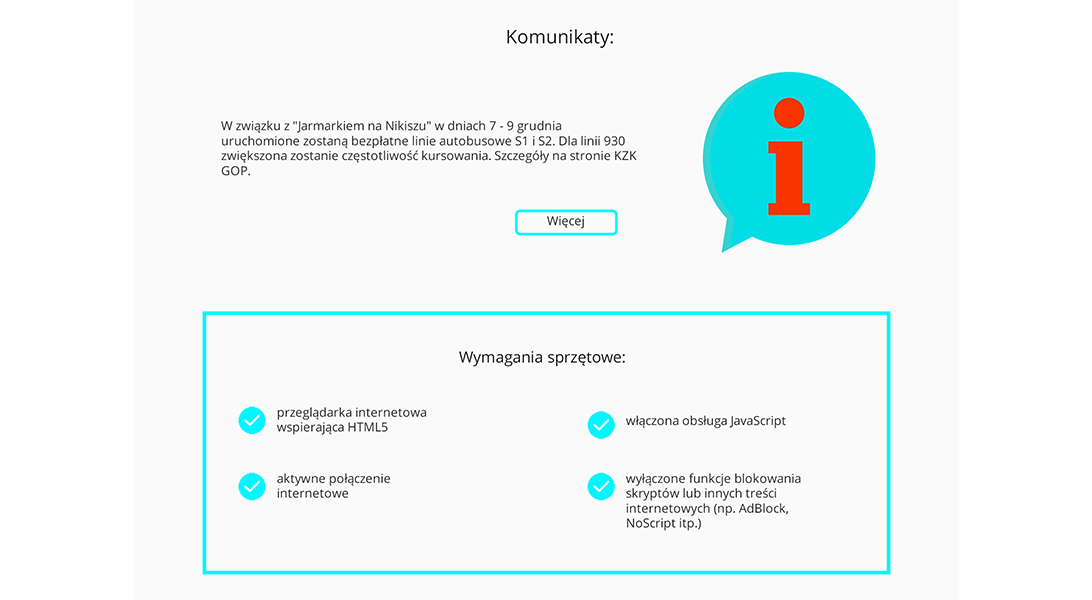 Komunikaty:
W związku z "Jarmarkiem na Nikiszu" w dniach 7 - 9 grudnia
uruchomione zostaną bezpłatne linie autobusowe S1 i S2. Dla linii 930
zwiększona zostanie częstotliwość kursowania. Szczegóły na stronie KZK
GOP.
Więcej
Wymagania sprzętowe:
przeglądarka internetowa
wspierająca HTML5
włączona obsługa JavaScript
aktywne połączenie
internetowe
wyłączone funkcje blokowania
skryptów lub innych treści
internetowych (np. AdBlock,
NoScript itp.)